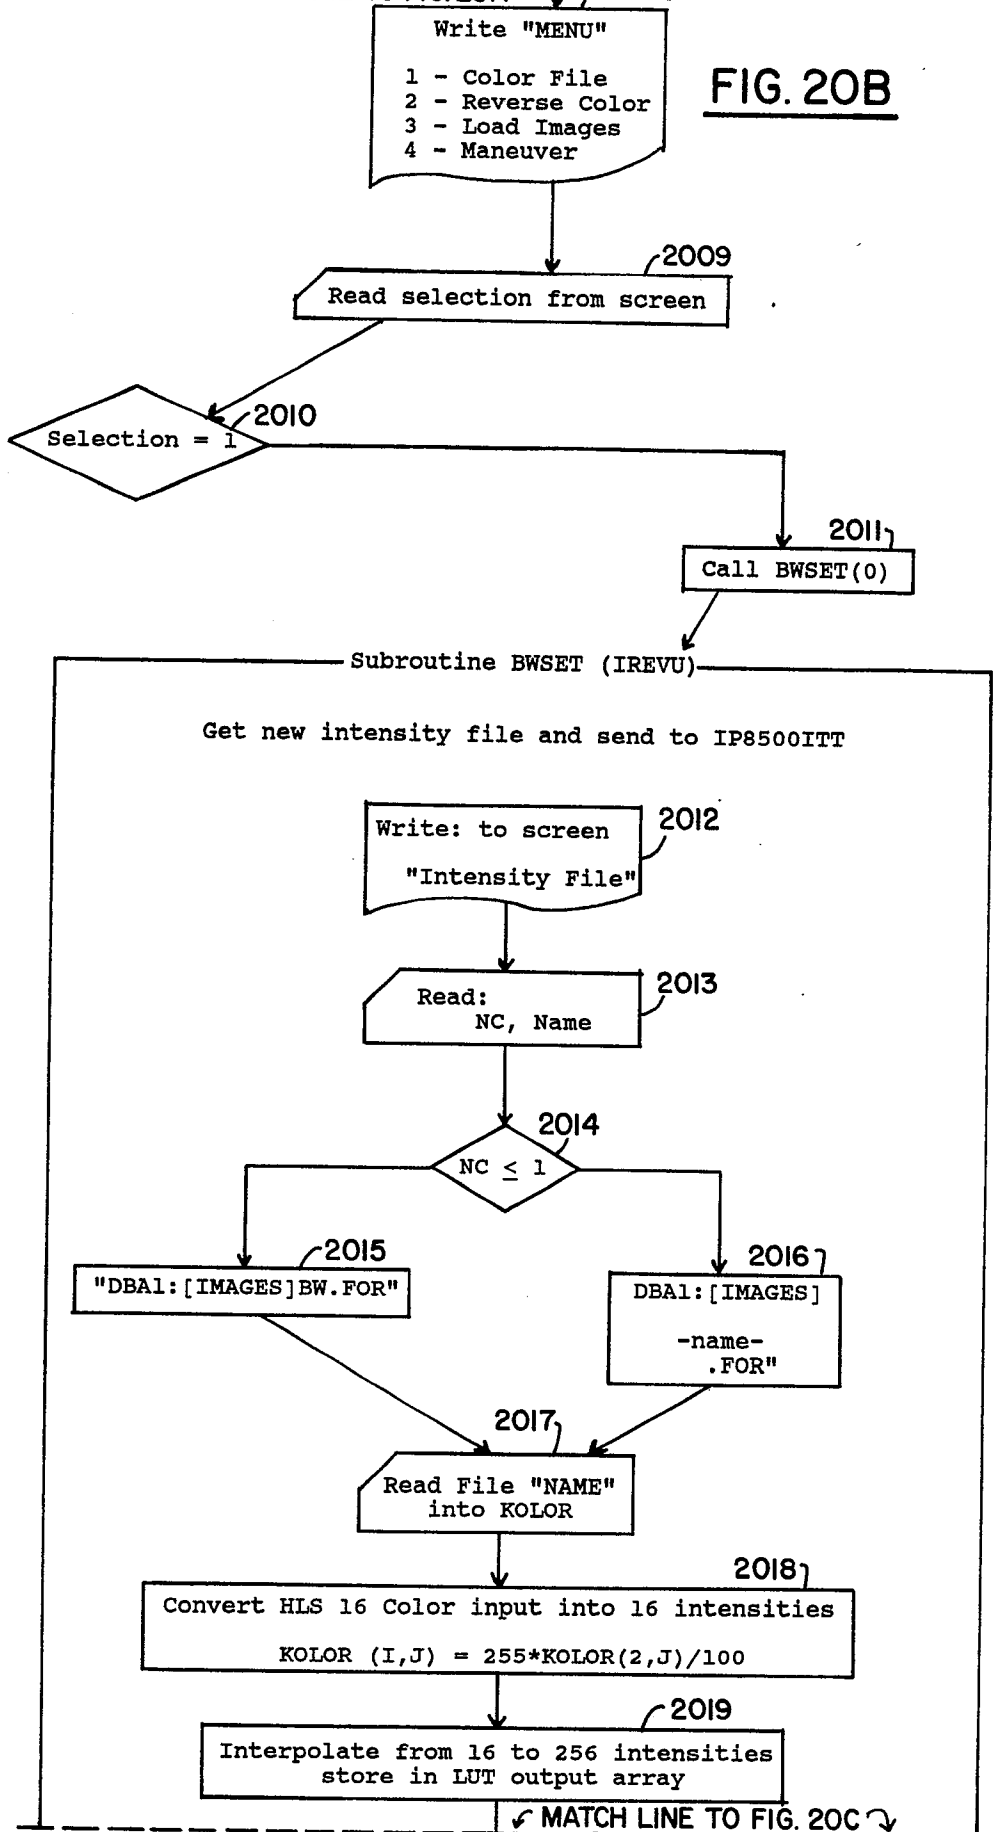 Write "MENU"
1 - Color File
2 - Reverse Color
3 - Load Images
4 - Maneuver
FIG. 20B
2009
Read selection from screen
2010
Selection = 1
2011
Call BWSET(0)
Subroutine BWSET (IREVU)
Get new intensity file and send to IP8500ITT
2012
Write: to screen
"Intensity File"
2013
Read:
NC, Name
2014
NC ≤ 1
2015
"DBA1:[IMAGES]BW.FOR"
2016
DBA1:[IMAGES]
-name-
.FOR"
2017
Read File "NAME"
into KOLOR
2018
Convert HLS 16 Color input into 16 intensities
KOLOR (I,J) = 255*KOLOR(2,J)/100
2019
Interpolate from 16 to 256 intensities
store in LUT output array
MATCH LINE TO FIG. 20C